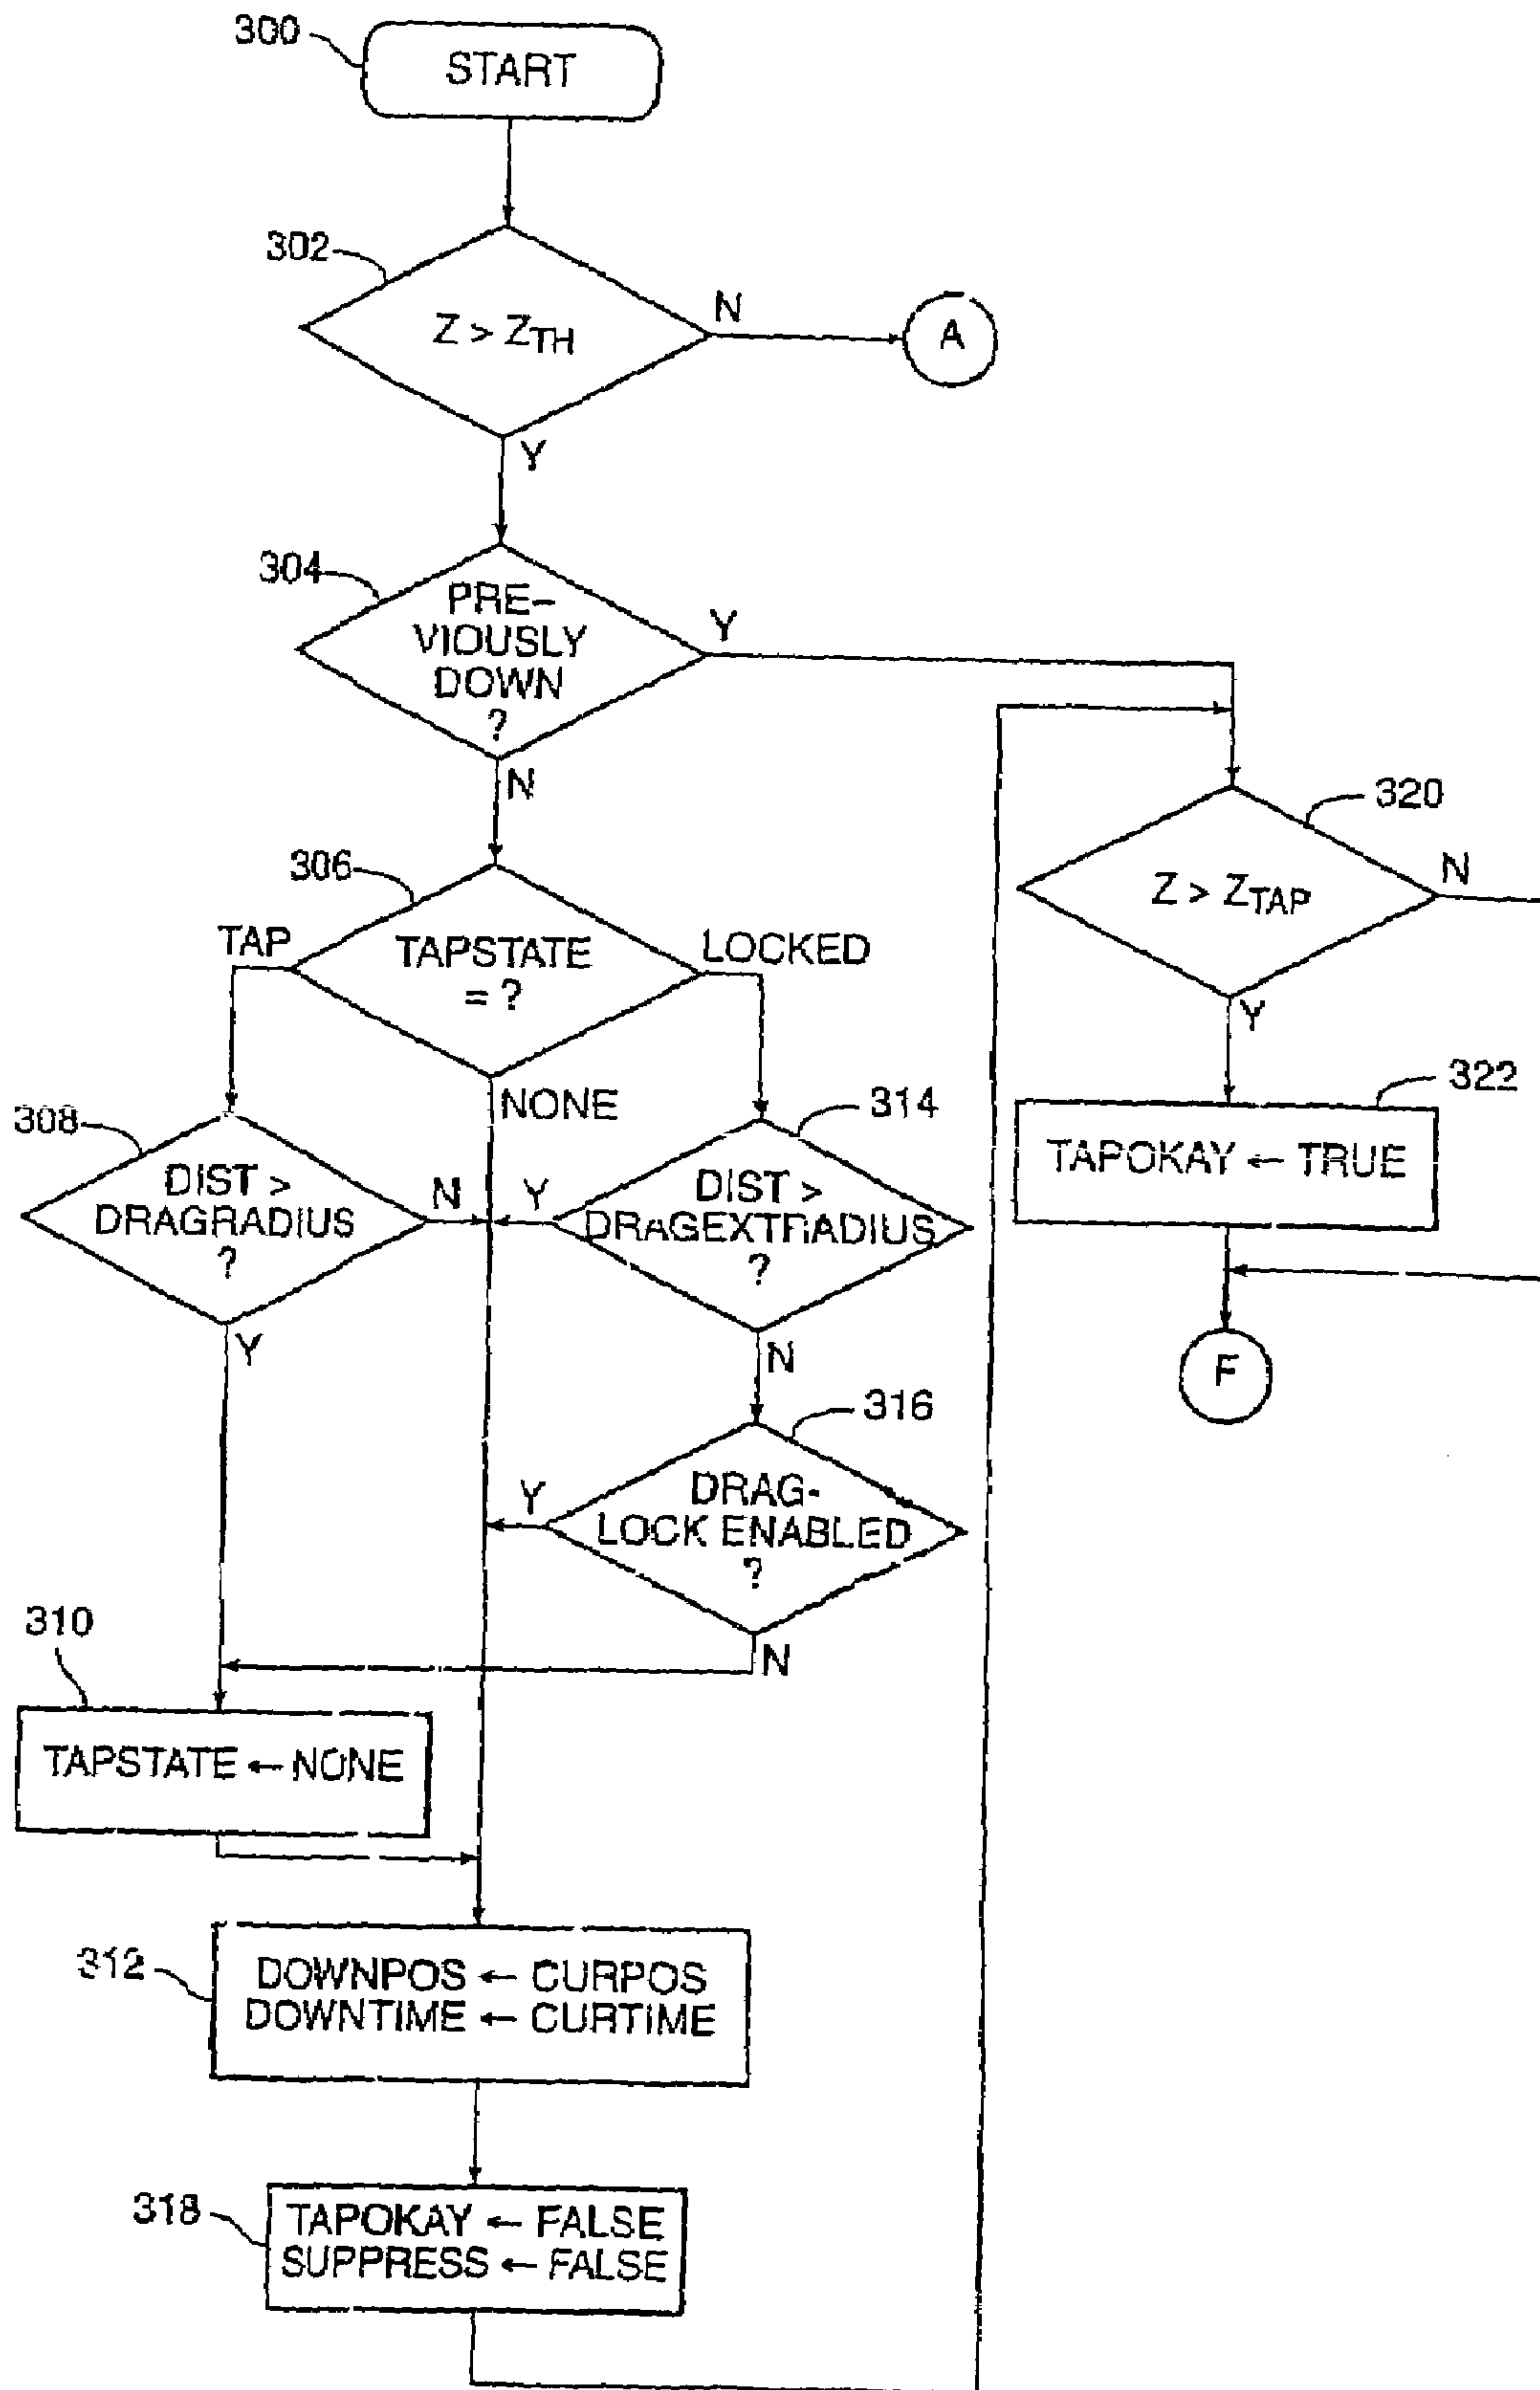 300
START
302
Z > ZTH
N
A
Y
304
PRE-
VIOUSLY
DOWN
?
Y
N
320
Z > ZTAP
N
Y
306
TAPSTATE
= ?
TAP
LOCKED
NONE
322
TAPOKAY ← TRUE
F
308
DIST >
DRAGRADIUS
?
N
Y
314
DIST >
DRAGEXTRADIUS
?
Y
N
316
DRAG-
LOCK ENABLED
?
Y
N
310
TAPSTATE ← NONE
312
DOWNPOS ← CURPOS
DOWNTIME ← CURTIME
318
TAPOKAY ← FALSE
SUPPRESS ← FALSE